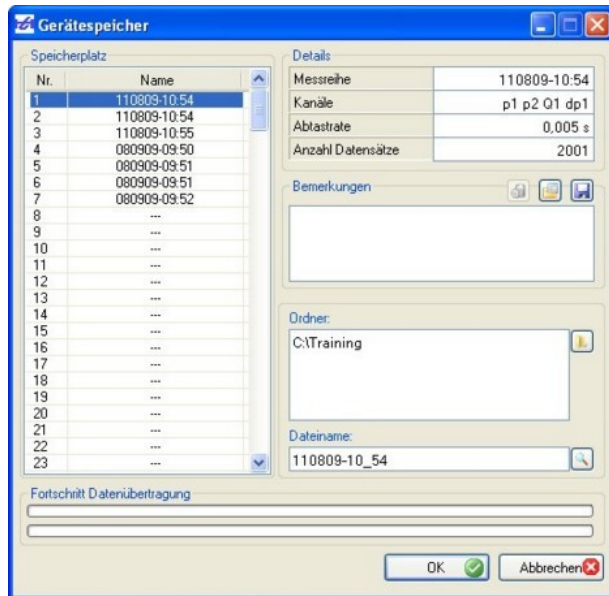 Gerätespeicher
Speicherplatz
Nr. Name
1 110809-10:54
2 110809-10:54
3 110809-10:55
4 080909-09:50
5 080909-09:51
6 080909-09:51
7 080909-09:52
8 ---
9 ---
10 ---
11 ---
12 ---
13 ---
14 ---
15 ---
16 ---
17 ---
18 ---
19 ---
20 ---
21 ---
22 ---
23 ---
Details
Messreihe 110809-10:54
Kanäle p1 p2 Q1 dp1
Abtastrate 0,005 s
Anzahl Datensätze 2001
Bemerkungen
Ordner:
C:\Training
Dateiname:
110809-10_54
Fortschritt Datenübertragung
OK
Abbrechen